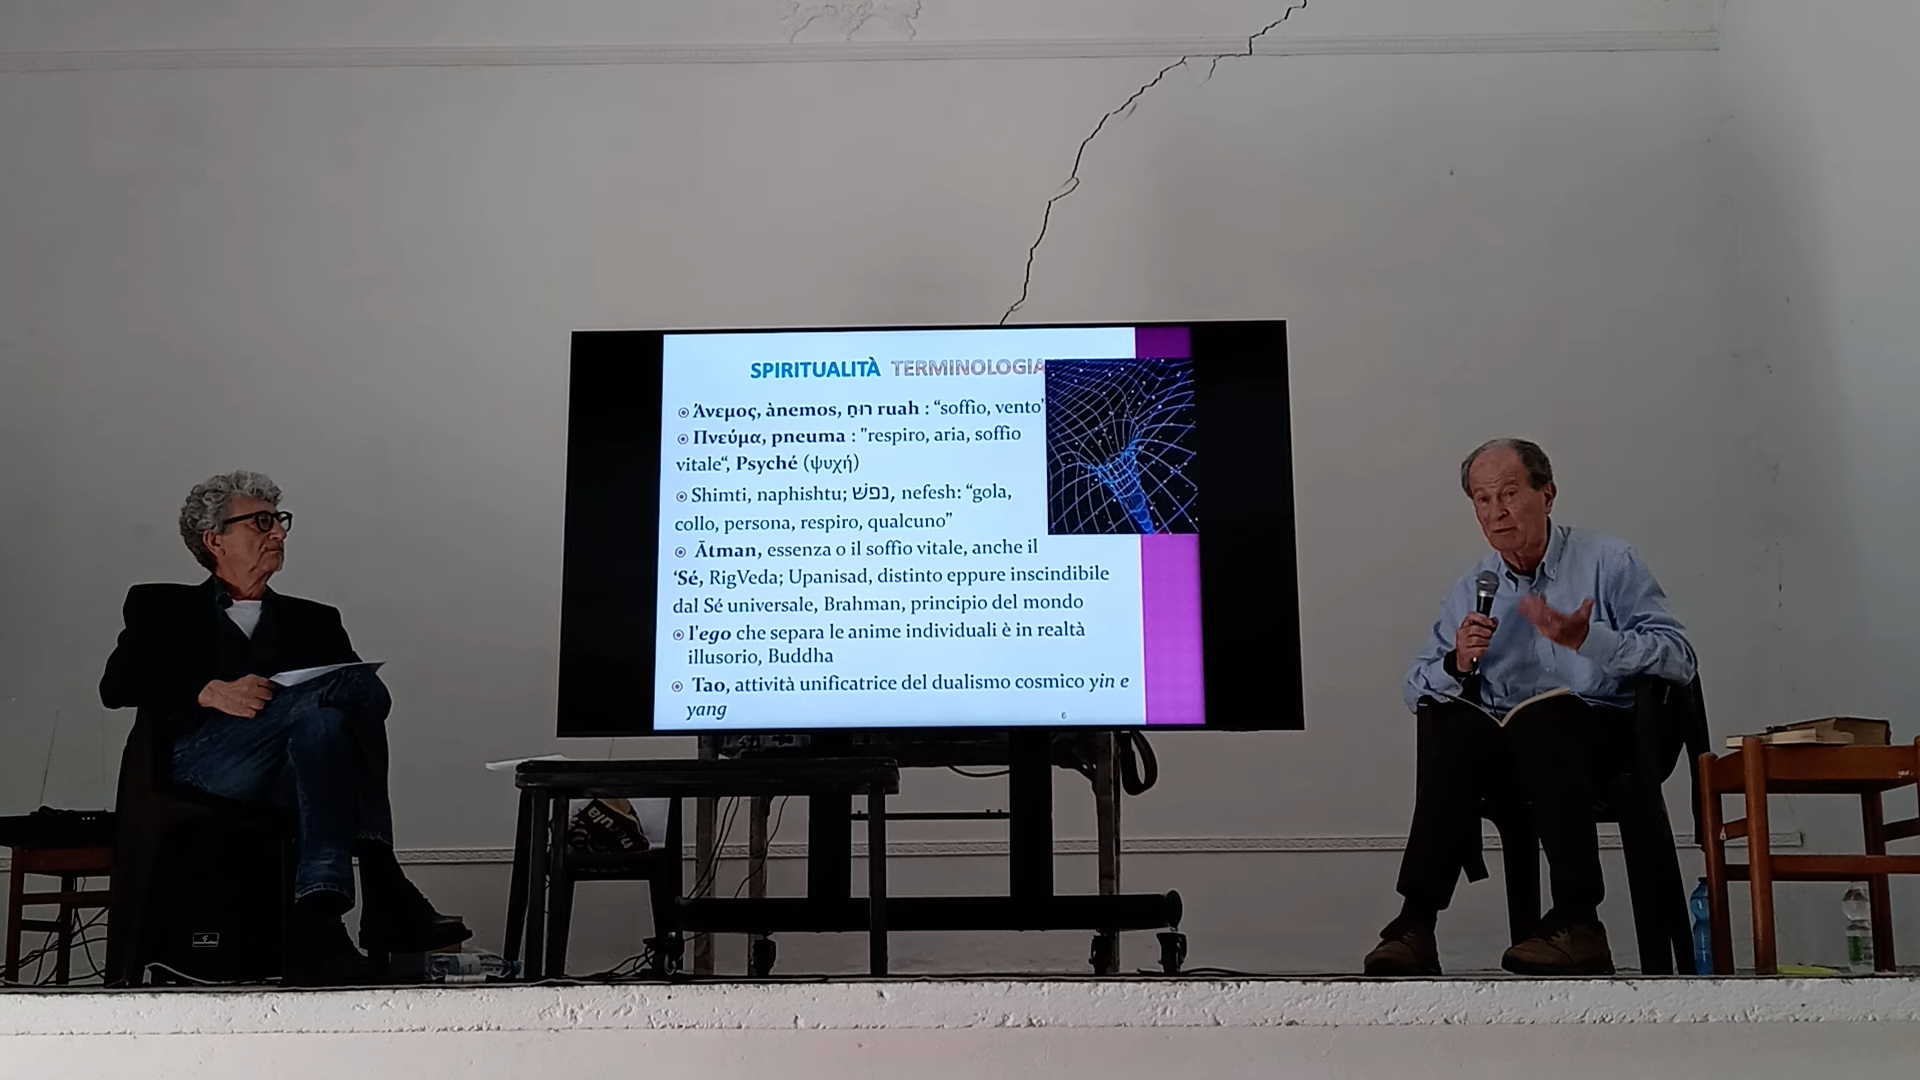 SPIRITUALITÀ TERMINOLOGIA
Άνεμος, ànemos, רוּחַ ruah : “soffio, vento”
Πνεύμα, pneuma : "respiro, aria, soffio
vitale“, Psyché (ψυχή)
Shimti, naphishtu; נפש, nefesh: “gola,
collo, persona, respiro, qualcuno”
Ātman, essenza o il soffio vitale, anche il
‘Sé, RigVeda; Upanisad, distinto eppure inscindibile
dal Sé universale, Brahman, principio del mondo
l'ego che separa le anime individuali è in realtà
illusorio, Buddha
Tao, attività unificatrice del dualismo cosmico yin e
yang
6